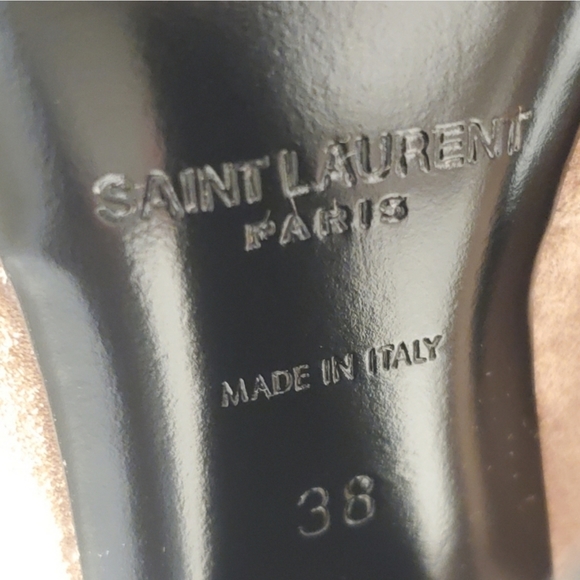 SAINT LAURENT
PARIS
MADE IN ITALY
38